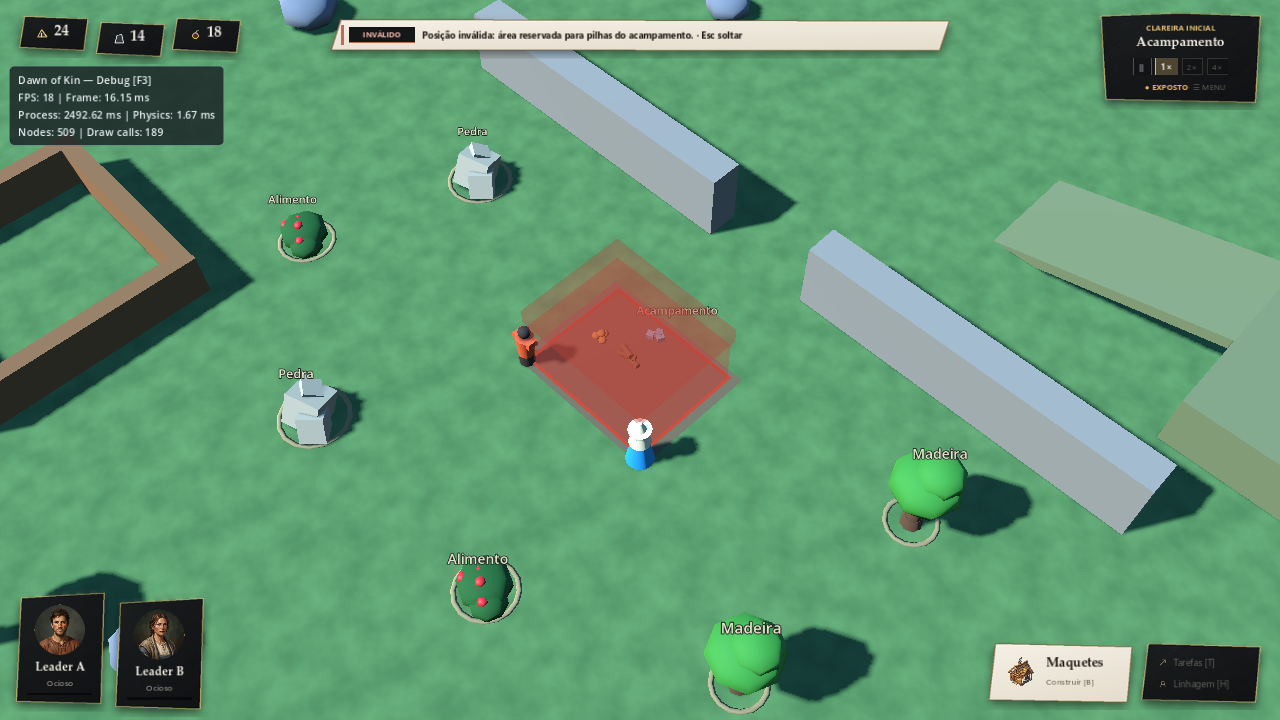 24
14
18
INVÁLIDO
Posição inválida: área reservada para pilhas do acampamento. · Esc soltar
CLAREIRA INICIAL
Acampamento
1×
2×
4×
EXPOSTO
MENU
Dawn of Kin — Debug [F3]
FPS: 18 | Frame: 16.15 ms
Process: 2492.62 ms | Physics: 1.67 ms
Nodes: 509 | Draw calls: 189
Pedra
Alimento
Acampamento
Pedra
Madeira
Alimento
Madeira
Leader A
Ocioso
Leader B
Ocioso
Maquetes
Construir [B]
Tarefas [T]
Linhagem [H]